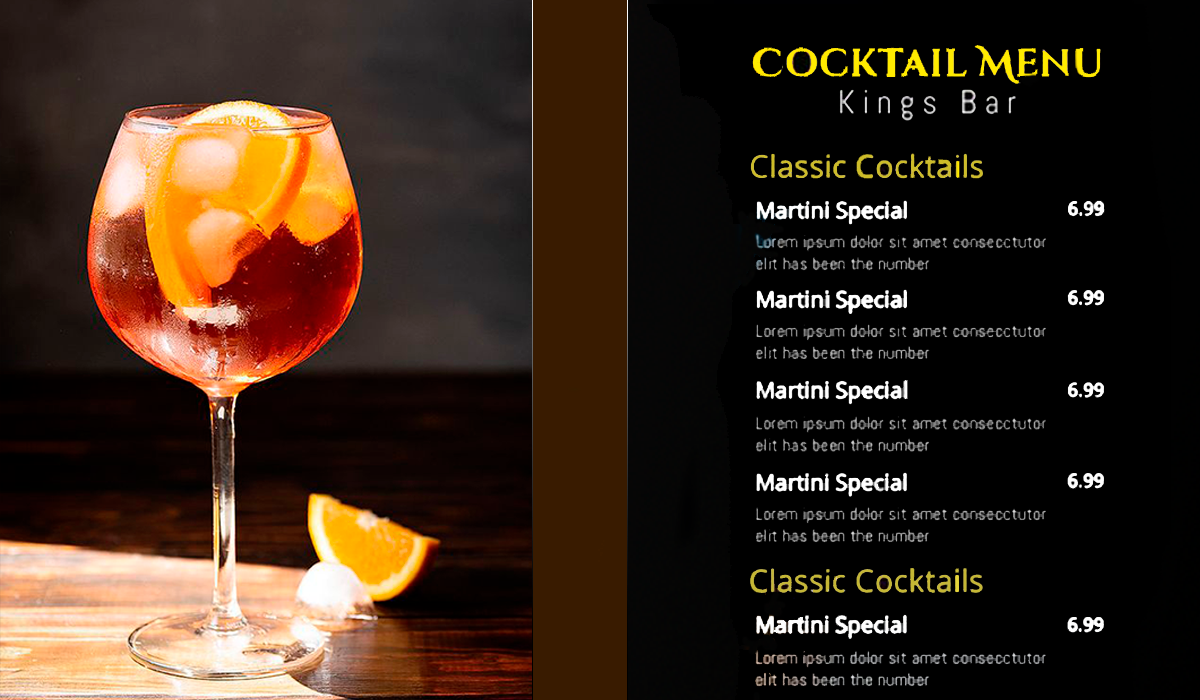 COCKTAIL MENU
Kings Bar
Classic Cocktails
Martini Special 6.99
Lorem ipsum dolor sit amet consecctutor
elit has been the number
Martini Special 6.99
Lorem ipsum dolor sit amet consecctutor
elit has been the number
Martini Special 6.99
Lorem ipsum dolor sit amet consecctutor
elit has been the number
Martini Special 6.99
Lorem ipsum dolor sit amet consecctutor
elit has been the number
Classic Cocktails
Martini Special 6.99
Lorem ipsum dolor sit amet consecctutor
elit has been the number